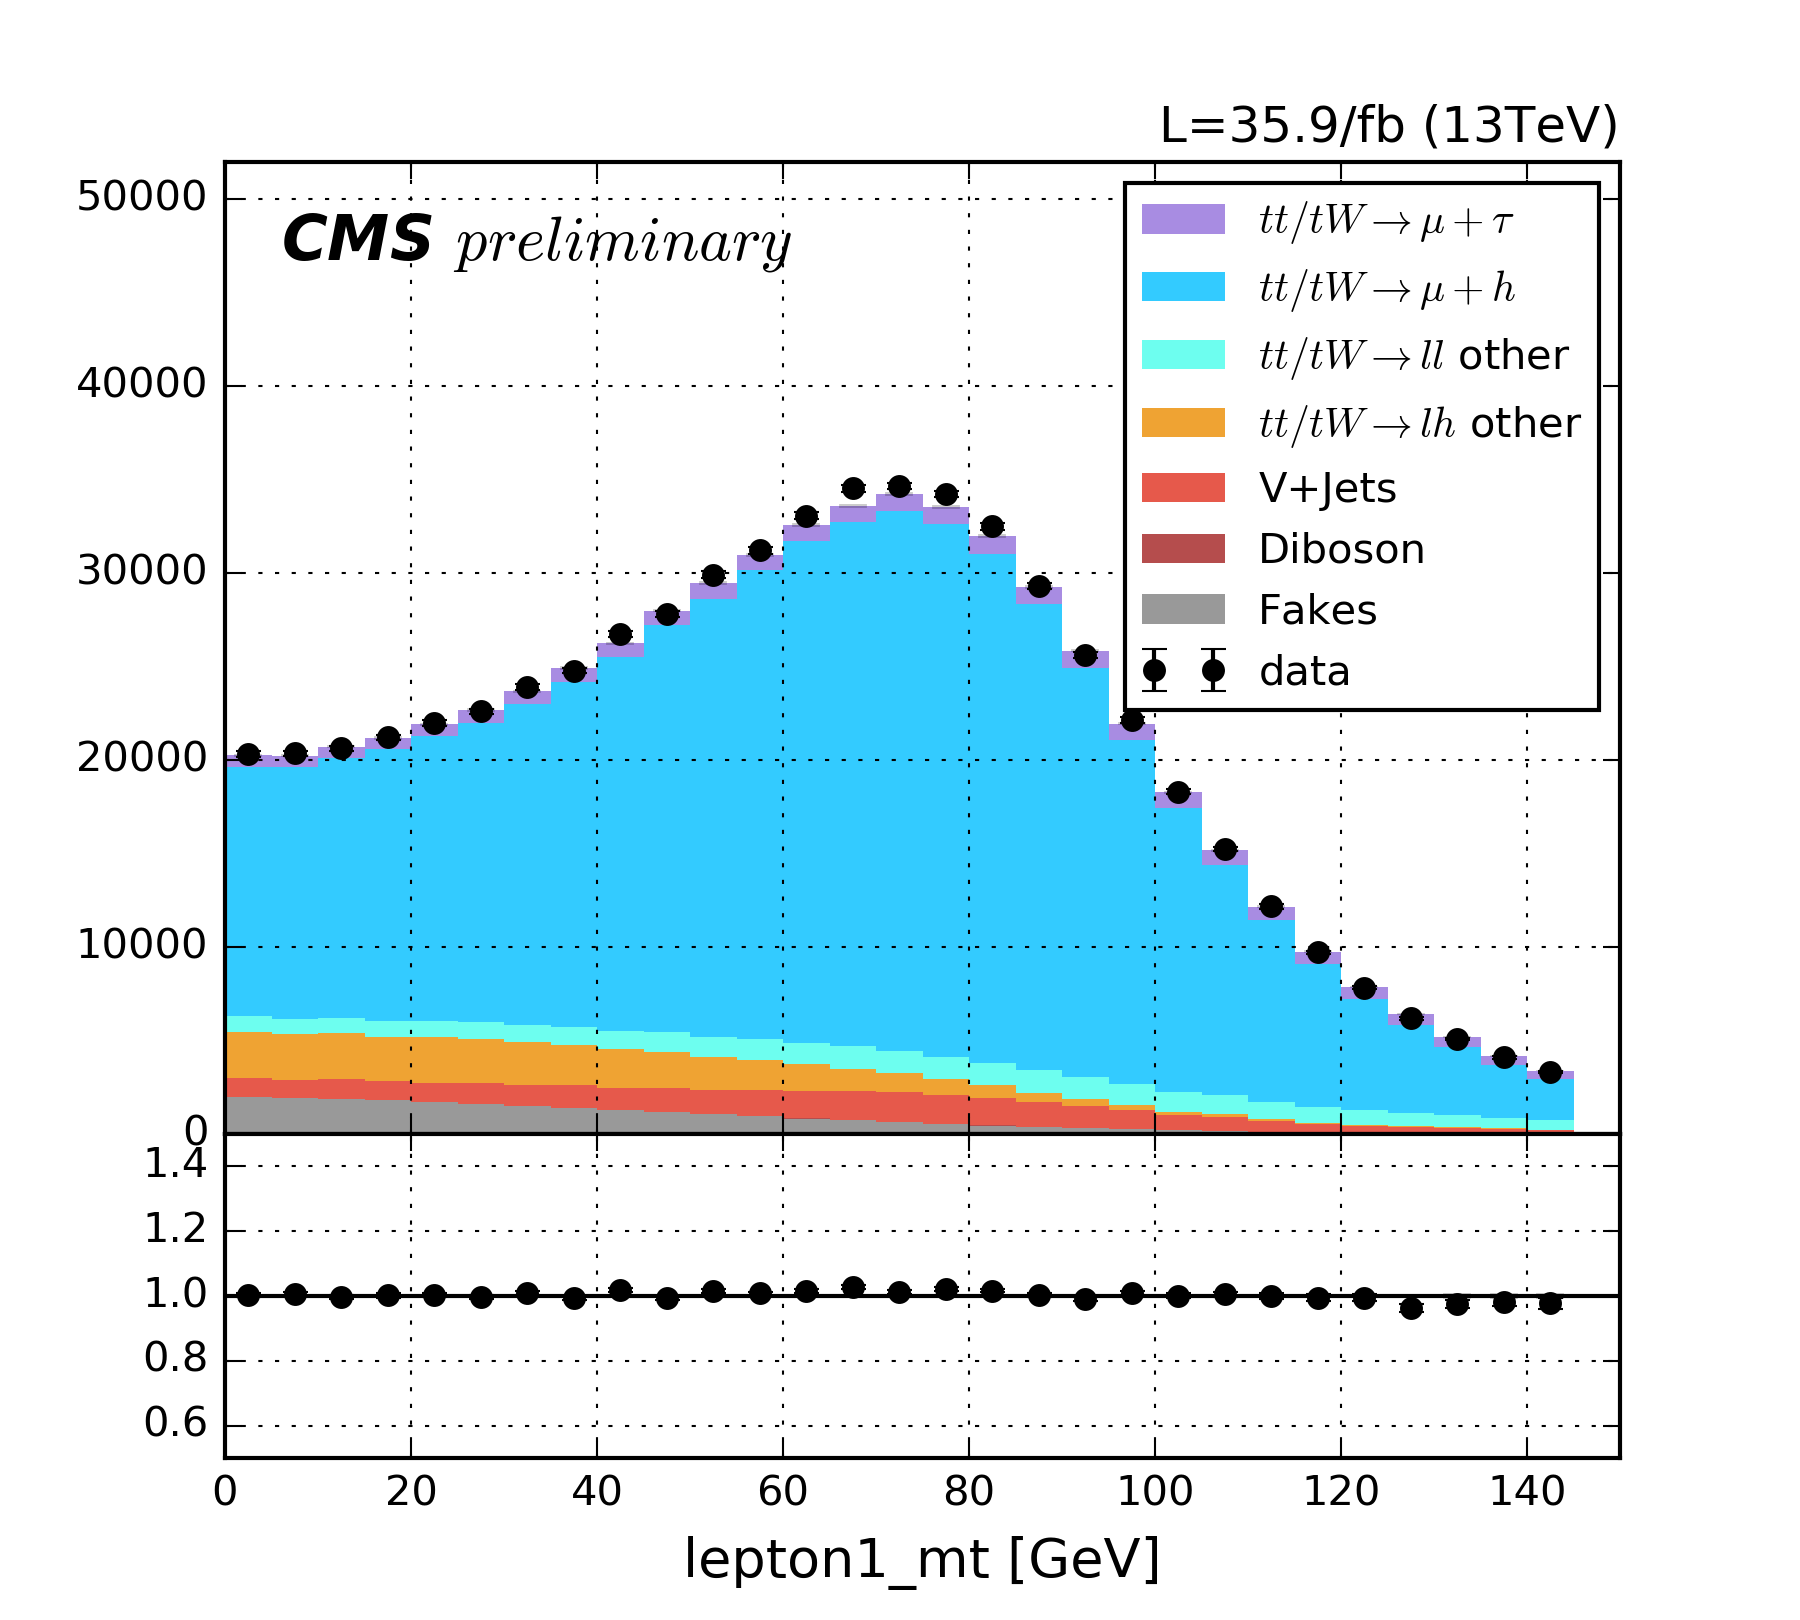 L=35.9/fb (13TeV)
CMS preliminary
50000
40000
30000
20000
10000
0
tt/tW→μ+τ
tt/tW→μ+h
tt/tW→ll other
tt/tW→lh other
V+Jets
Diboson
Fakes
data
1.4
1.2
1.0
0.8
0.6
0 20 40 60 80 100 120 140
lepton1_mt [GeV]